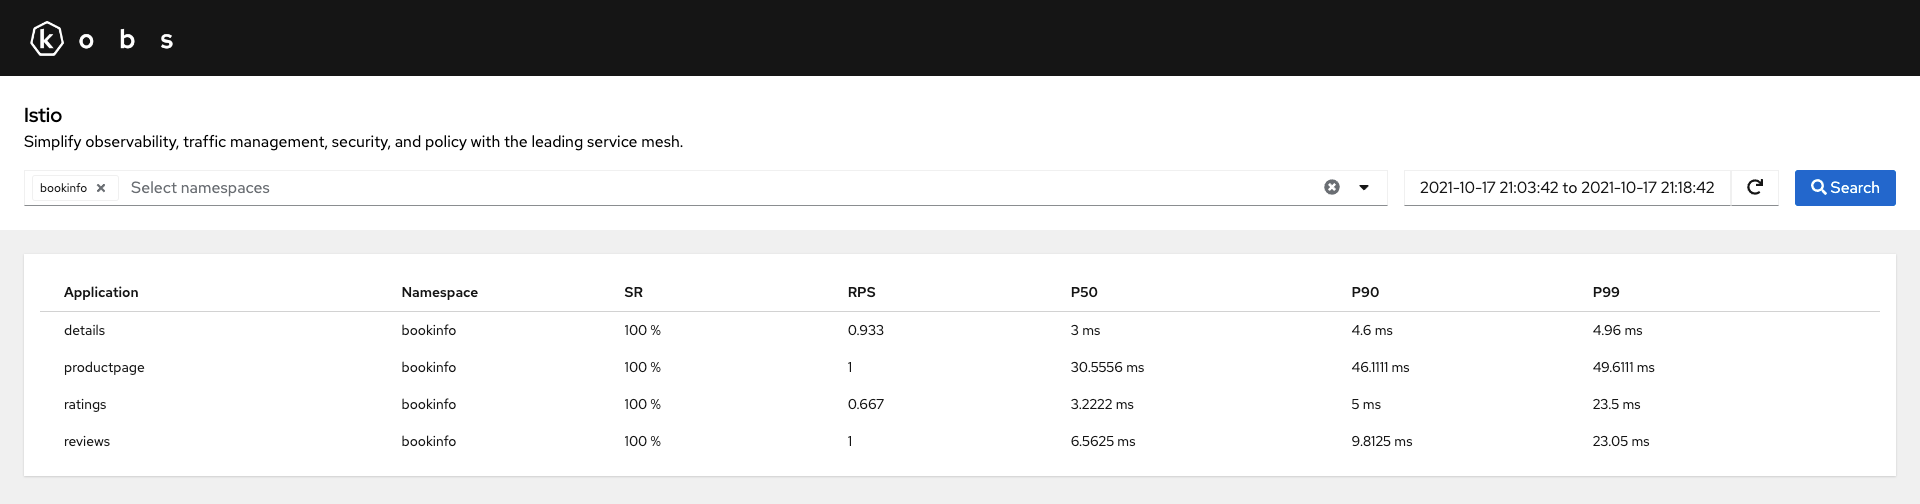 k o b s
Istio
Simplify observability, traffic management, security, and policy with the leading service mesh.
bookinfo Select namespaces 2021-10-17 21:03:42 to 2021-10-17 21:18:42 Search
Application Namespace SR RPS P50 P90 P99
details bookinfo 100 % 0.933 3 ms 4.6 ms 4.96 ms
productpage bookinfo 100 % 1 30.5556 ms 46.1111 ms 49.6111 ms
ratings bookinfo 100 % 0.667 3.2222 ms 5 ms 23.5 ms
reviews bookinfo 100 % 1 6.5625 ms 9.8125 ms 23.05 ms